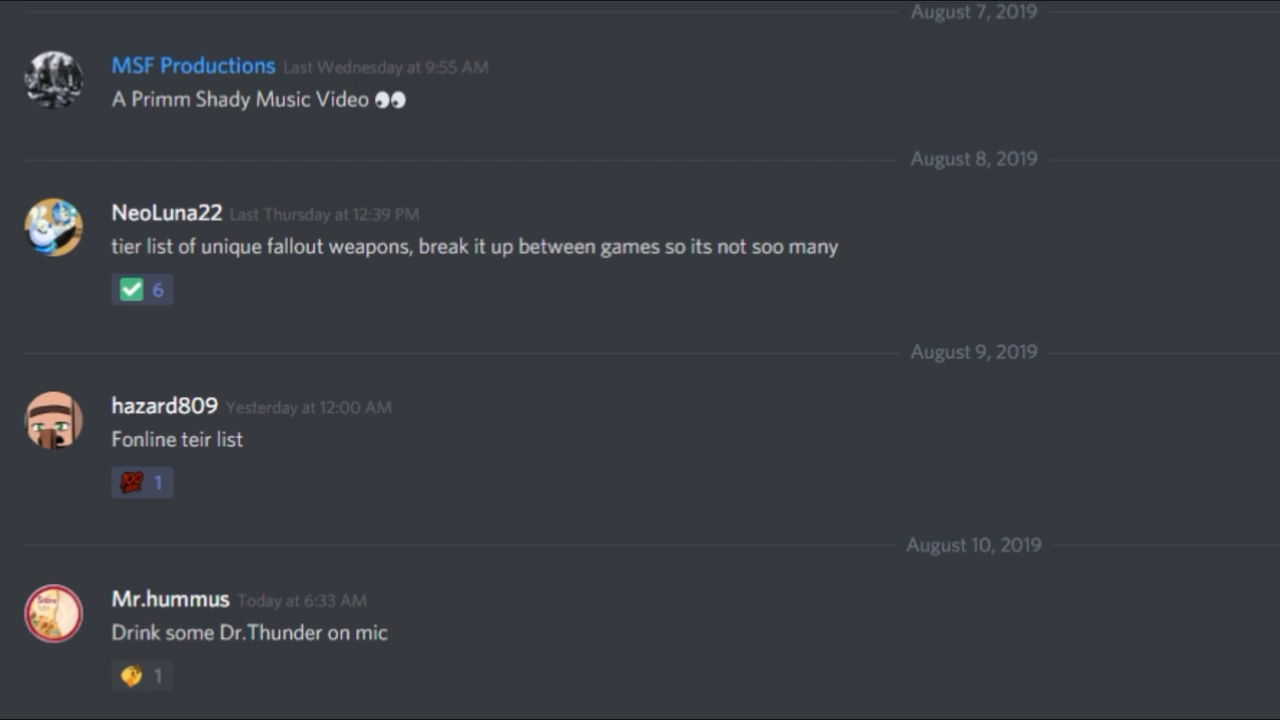 August 7, 2019
MSF Productions Last Wednesday at 9:55 AM
A Primm Shady Music Video 👀
August 8, 2019
NeoLuna22 Last Thursday at 12:39 PM
tier list of unique fallout weapons, break it up between games so its not soo many
✅ 6
August 9, 2019
hazard809 Yesterday at 12:00 AM
Fonline teir list
💯 1
August 10, 2019
Mr.hummus Today at 6:33 AM
Drink some Dr.Thunder on mic
1